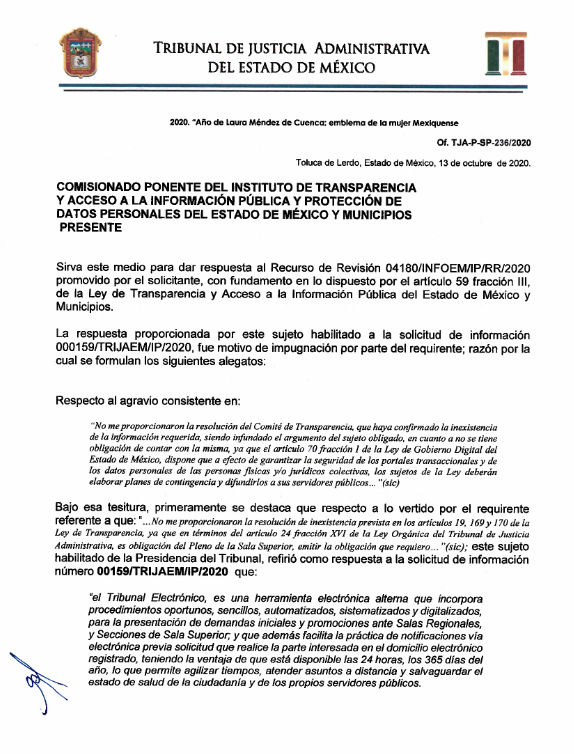 TRIBUNAL DE JUSTICIA ADMINISTRATIVA
DEL ESTADO DE MÉXICO
2020. "Año de Laura Méndez de Cuenca; emblema de la mujer Mexiquense
Of. TJA-P-SP-236/2020
Toluca de Lerdo, Estado de México, 13 de octubre de 2020.
COMISIONADO PONENTE DEL INSTITUTO DE TRANSPARENCIA
Y ACCESO A LA INFORMACIÓN PÚBLICA Y PROTECCIÓN DE
DATOS PERSONALES DEL ESTADO DE MÉXICO Y MUNICIPIOS
PRESENTE
Sirva este medio para dar respuesta al Recurso de Revisión 04180/INFOEM/IP/RR/2020
promovido por el solicitante, con fundamento en lo dispuesto por el artículo 59 fracción III,
de la Ley de Transparencia y Acceso a la Información Pública del Estado de México y
Municipios.
La respuesta proporcionada por este sujeto habilitado a la solicitud de información
000159/TRIJAEM/IP/2020, fue motivo de impugnación por parte del requirente; razón por la
cual se formulan los siguientes alegatos:
Respecto al agravio consistente en:
"No me proporcionaron la resolución del Comité de Transparencia, que haya confirmado la inexistencia
de la información requerida, siendo infundado el argumento del sujeto obligado, en cuanto a no se tiene
obligación de contar con la misma, ya que el artículo 70 fracción I de la Ley de Gobierno Digital del
Estado de México, dispone que a efecto de garantizar la seguridad de los portales transaccionales y de
los datos personales de las personas físicas y/o jurídicos colectivas, los sujetos de la Ley deberán
elaborar planes de contingencia y difundirlos a sus servidores públicos... "(sic)
Bajo esa tesitura, primeramente se destaca que respecto a lo vertido por el requirente
referente a que: "...No me proporcionaron la resolución de inexistencia prevista en los artículos 19, 169 y 170 de la
Ley de Transparencia, ya que en términos del artículo 24 fracción XVI de la Ley Orgánica del Tribunal de Justicia
Administrativa, es obligación del Pleno de la Sala Superior, emitir la obligación que requiero... "(sic); este sujeto
habilitado de la Presidencia del Tribunal, refirió como respuesta a la solicitud de información
número 00159/TRIJAEM/IP/2020 que:
"el Tribunal Electrónico, es una herramienta electrónica alterna que incorpora
procedimientos oportunos, sencillos, automatizados, sistematizados y digitalizados,
para la presentación de demandas iniciales y promociones ante Salas Regionales,
y Secciones de Sala Superior; y que además facilita la práctica de notificaciones vía
electrónica previa solicitud que realice la parte interesada en el domicilio electrónico
registrado, teniendo la ventaja de que está disponible las 24 horas, los 365 días del
año, lo que permite agilizar tiempos, atender asuntos a distancia y salvaguardar el
estado de salud de la ciudadanía y de los propios servidores públicos.